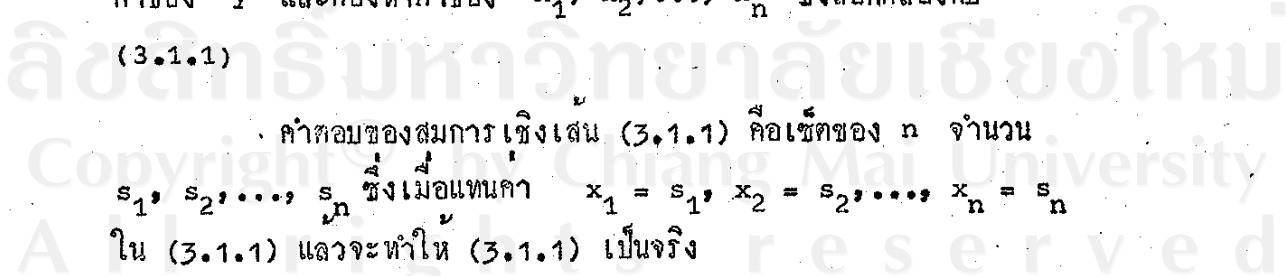 (3.1.1)
คำตอบของสมการเชิงเส้น (3.1.1) คือเซ็ตของ n จำนวน
s₁, s₂,..., sₙ ซึ่งเมื่อแทนค่า x₁ = s₁, x₂ = s₂,..., xₙ = sₙ
ใน (3.1.1) แล้วจะทำให้ (3.1.1) เป็นจริง
ลิขสิทธิ์มหาวิทยาลัยเชียงใหม่
Copyright© by Chiang Mai University
All rights reserved